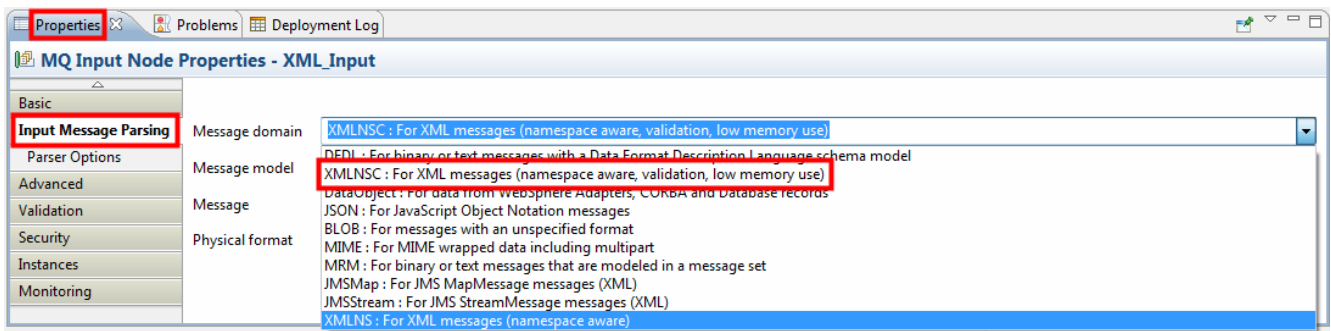 Properties Problems Deployment Log
MQ Input Node Properties - XML_Input
Basic
Input Message Parsing
Parser Options
Advanced
Validation
Security
Instances
Monitoring
Message domain XMLNSC : For XML messages (namespace aware, validation, low memory use)
DFDL : For binary or text messages with a Data Format Description Language schema model
Message model XMLNSC : For XML messages (namespace aware, validation, low memory use)
DataObject : For data from WebSphere Adapters, CORBA and Database records
Message JSON : For JavaScript Object Notation messages
BLOB : For messages with an unspecified format
Physical format MIME : For MIME wrapped data including multipart
MRM : For binary or text messages that are modeled in a message set
JMSMap : For JMS MapMessage messages (XML)
JMSStream : For JMS StreamMessage messages (XML)
XMLNS : For XML messages (namespace aware)